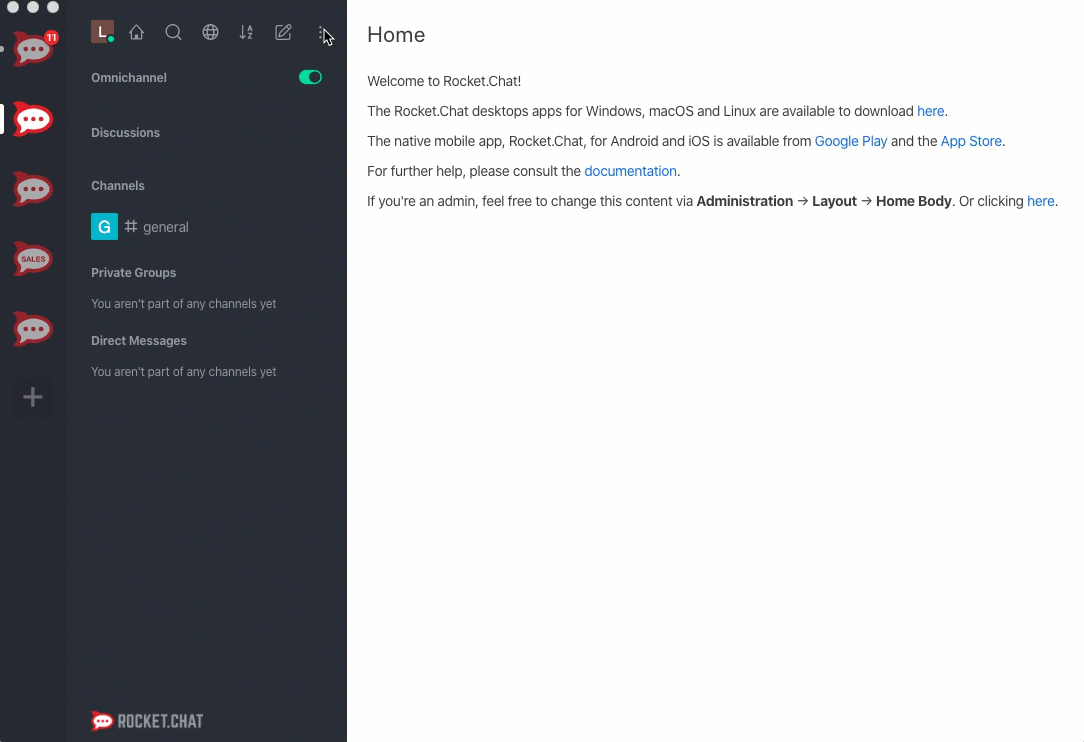 11
SALES
L
Omnichannel
Discussions
Channels
G general
Private Groups
You aren't part of any channels yet
Direct Messages
You aren't part of any channels yet
ROCKET.CHAT
Home
Welcome to Rocket.Chat!
The Rocket.Chat desktops apps for Windows, macOS and Linux are available to download here.
The native mobile app, Rocket.Chat, for Android and iOS is available from Google Play and the App Store.
For further help, please consult the documentation.
If you're an admin, feel free to change this content via Administration → Layout → Home Body. Or clicking here.